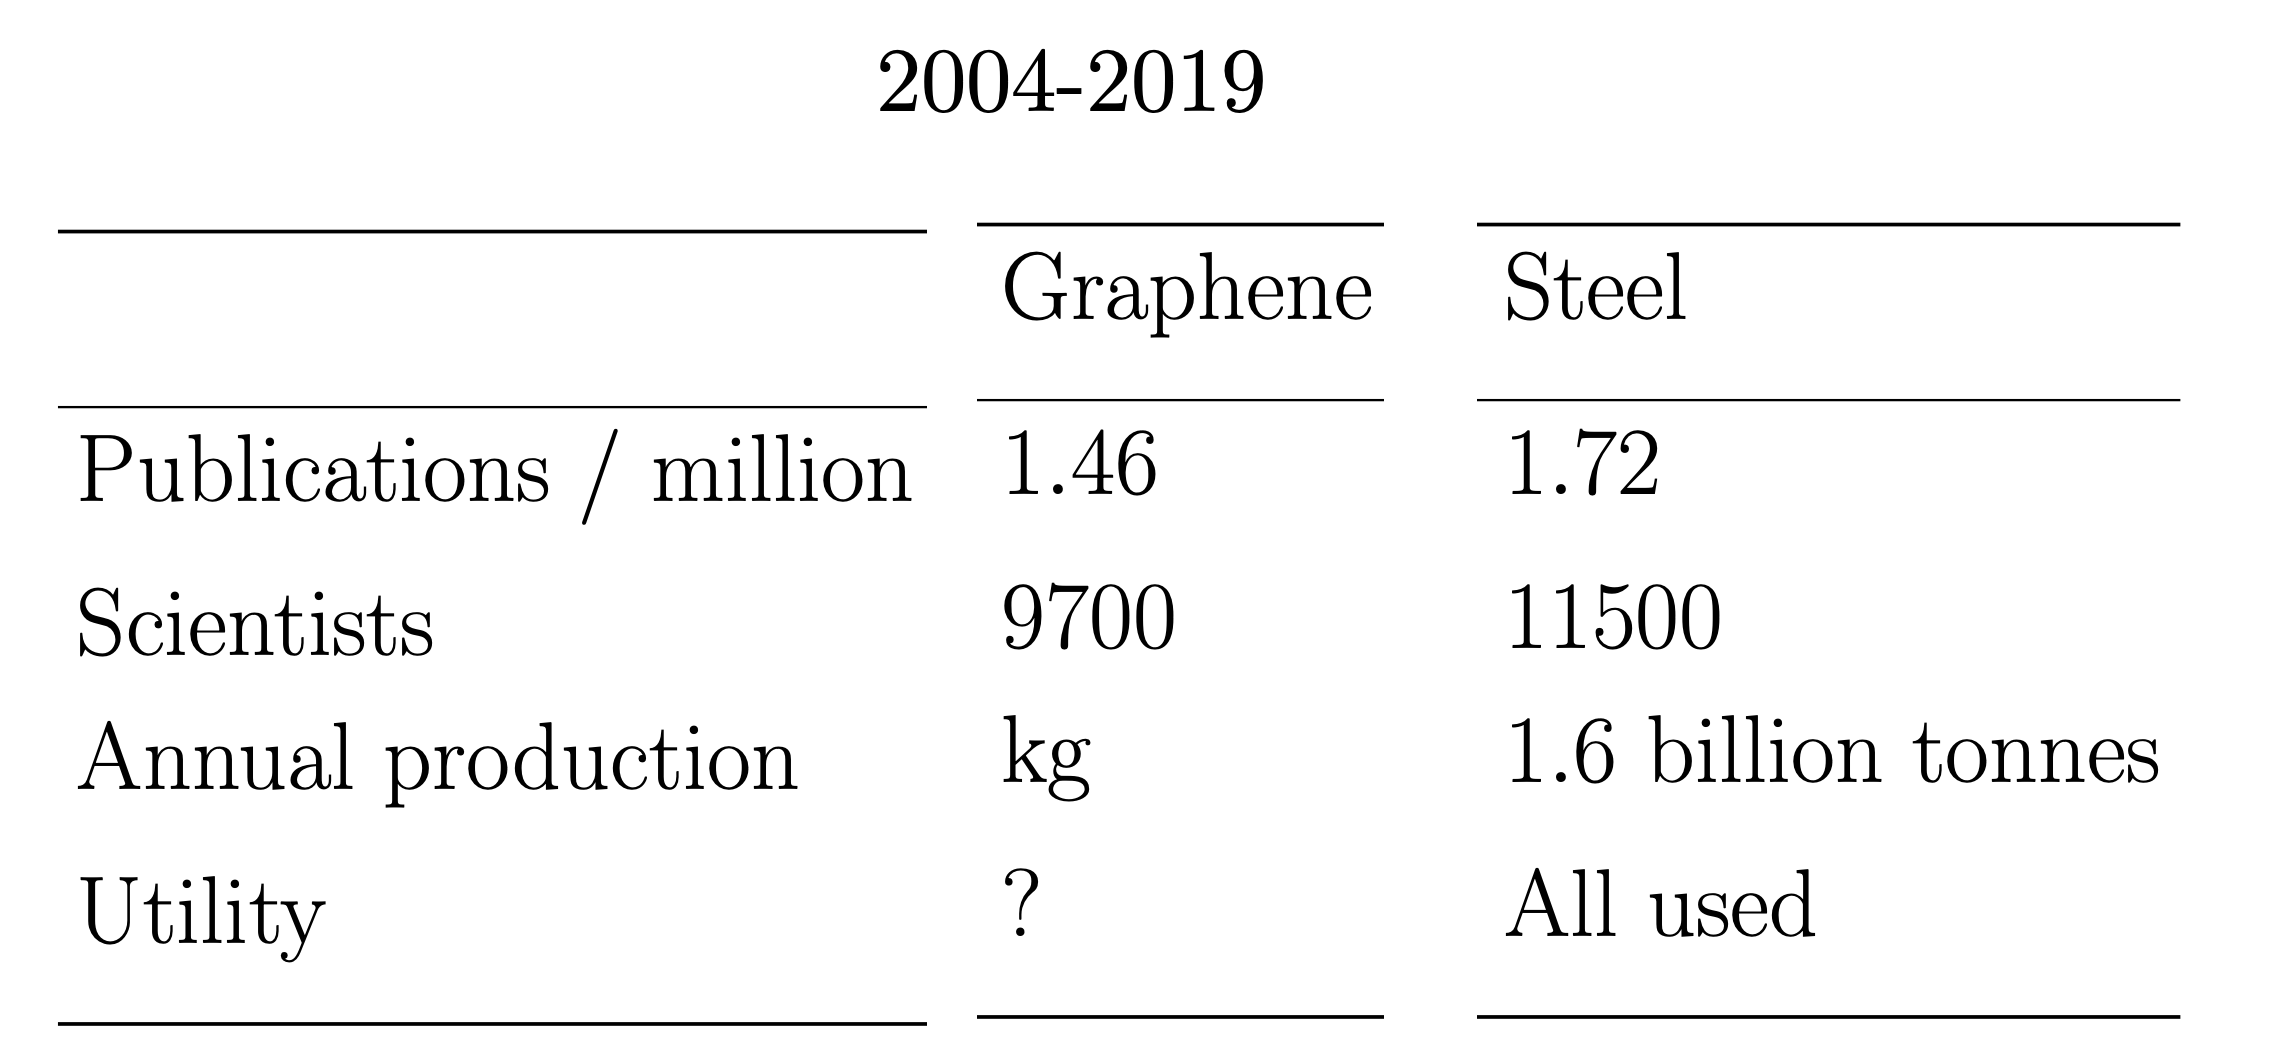 2004-2019
Graphene Steel
Publications / million 1.46 1.72
Scientists 9700 11500
Annual production kg 1.6 billion tonnes
Utility ? All used